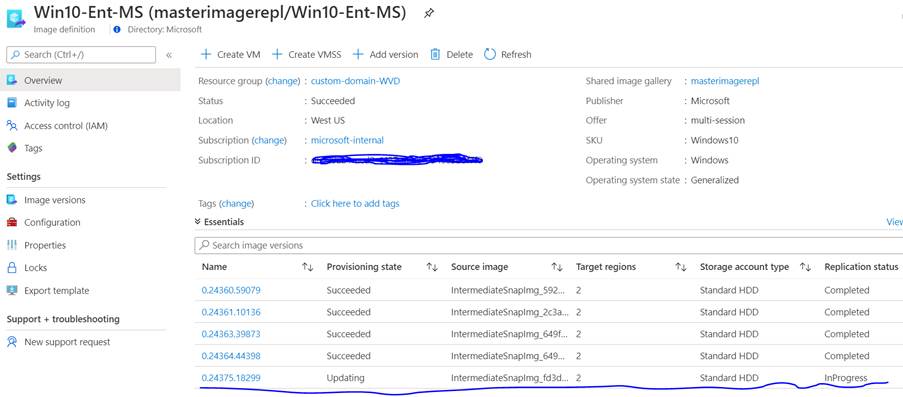 Win10-Ent-MS (masterimagerepl/Win10-Ent-MS)
Image definition Directory: Microsoft
Search (Ctrl+/) «
Overview
Activity log
Access control (IAM)
Tags
Settings
Image versions
Configuration
Properties
Locks
Export template
Support + troubleshooting
New support request
Create VM Create VMSS Add version Delete Refresh
Resource group (change) : custom-domain-WVD
Status : Succeeded
Location : West US
Subscription (change) : microsoft-internal
Subscription ID :
Tags (change) : Click here to add tags
Shared image gallery : masterimagerepl
Publisher : Microsoft
Offer : multi-session
SKU : Windows10
Operating system : Windows
Operating system state : Generalized
Essentials View
Search image versions
Name Provisioning state Source image Target regions Storage account type Replication status
0.24360.59079 Succeeded IntermediateSnapImg_592... 2 Standard HDD Completed
0.24361.10136 Succeeded IntermediateSnapImg_2c3a... 2 Standard HDD Completed
0.24363.39873 Succeeded IntermediateSnapImg_649f... 2 Standard HDD Completed
0.24364.44398 Succeeded IntermediateSnapImg_649... 2 Standard HDD Completed
0.24375.18299 Updating IntermediateSnapImg_fd3d... 2 Standard HDD InProgress